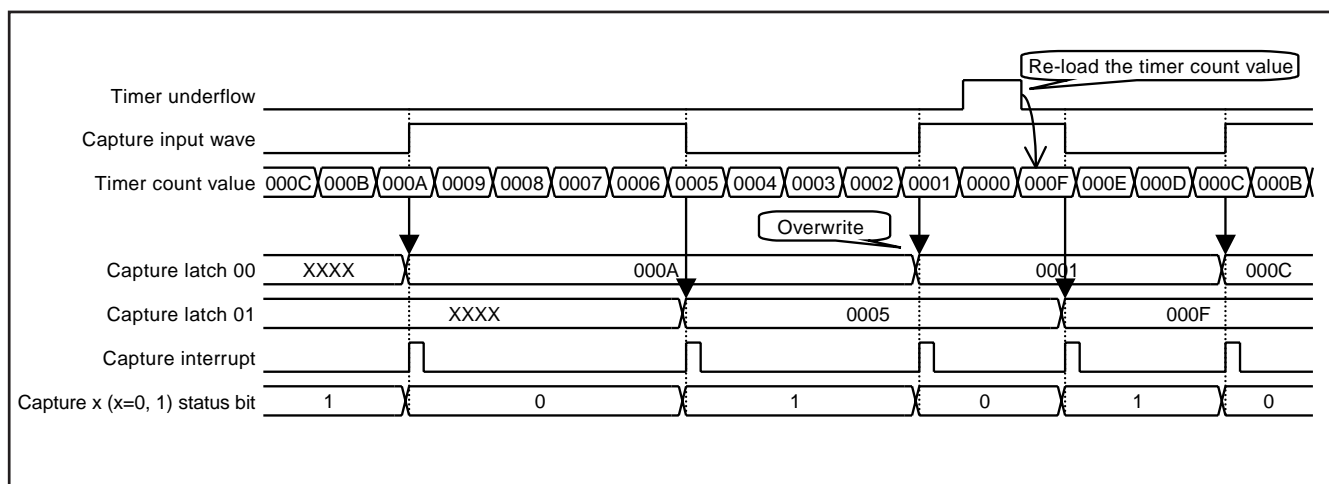 Re-load the timer count value
Timer underflow
Capture input wave
Timer count value 000C 000B 000A 0009 0008 0007 0006 0005 0004 0003 0002 0001 0000 000F 000E 000D 000C 000B
Overwrite
Capture latch 00 XXXX 000A 0001 000C
Capture latch 01 XXXX 0005 000F
Capture interrupt
Capture x (x=0, 1) status bit 1 0 1 0 1 0